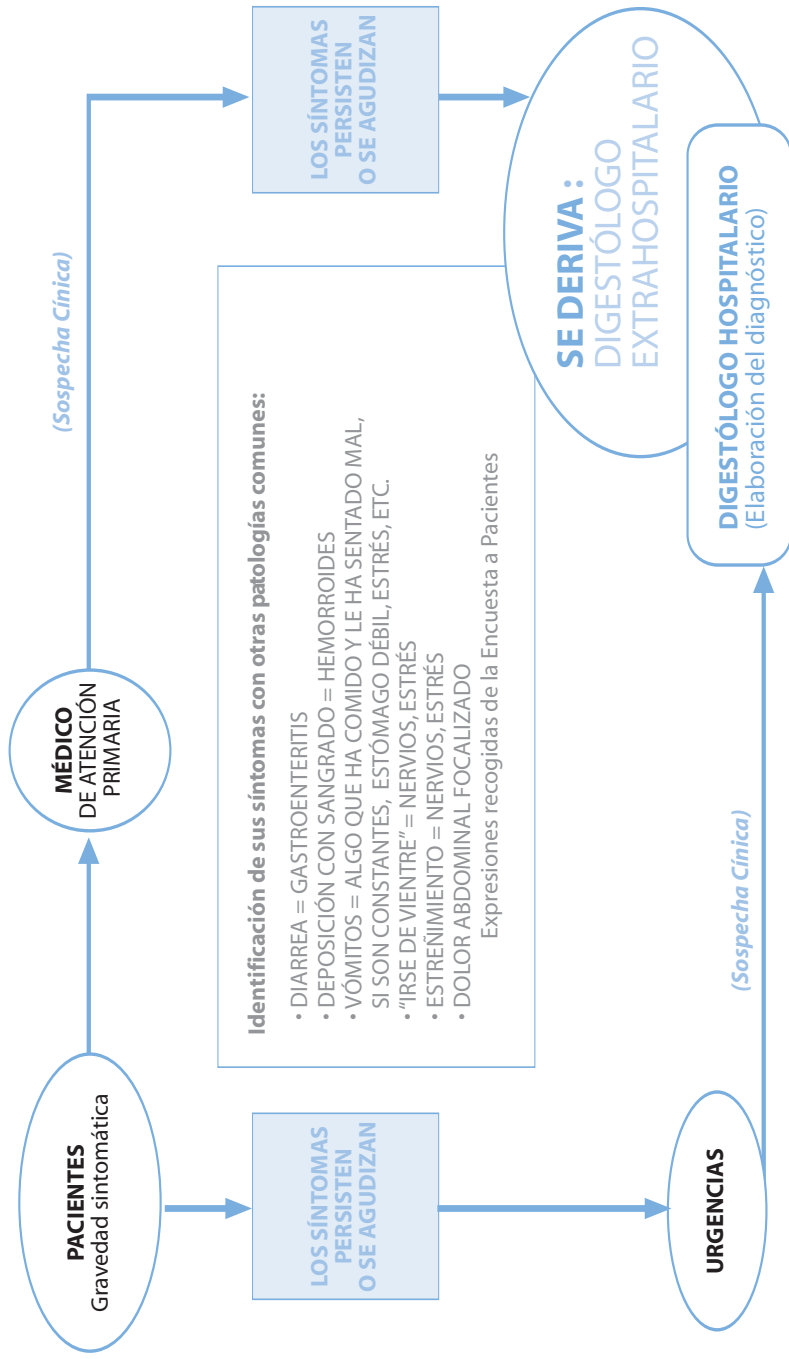 PACIENTES
Gravedad sintomática
MÉDICO
DE ATENCIÓN
PRIMARIA
(Sospecha Cínica)
LOS SÍNTOMAS
PERSISTEN
O SE AGUDIZAN
Identificación de sus síntomas con otras patologías comunes:
• DIARREA = GASTROENTERITIS
• DEPOSICIÓN CON SANGRADO = HEMORROIDES
• VÓMITOS = ALGO QUE HA COMIDO Y LE HA SENTADO MAL,
SI SON CONSTANTES, ESTÓMAGO DÉBIL, ESTRÉS, ETC.
• “IRSE DE VIENTRE” = NERVIOS, ESTRÉS
• ESTREÑIMIENTO = NERVIOS, ESTRÉS
• DOLOR ABDOMINAL FOCALIZADO
Expresiones recogidas de la Encuesta a Pacientes
LOS SÍNTOMAS
PERSISTEN
O SE AGUDIZAN
SE DERIVA :
DIGESTÓLOGO
EXTRAHOSPITALARIO
URGENCIAS
(Sospecha Cínica)
DIGESTÓLOGO HOSPITALARIO
(Elaboración del diagnóstico)